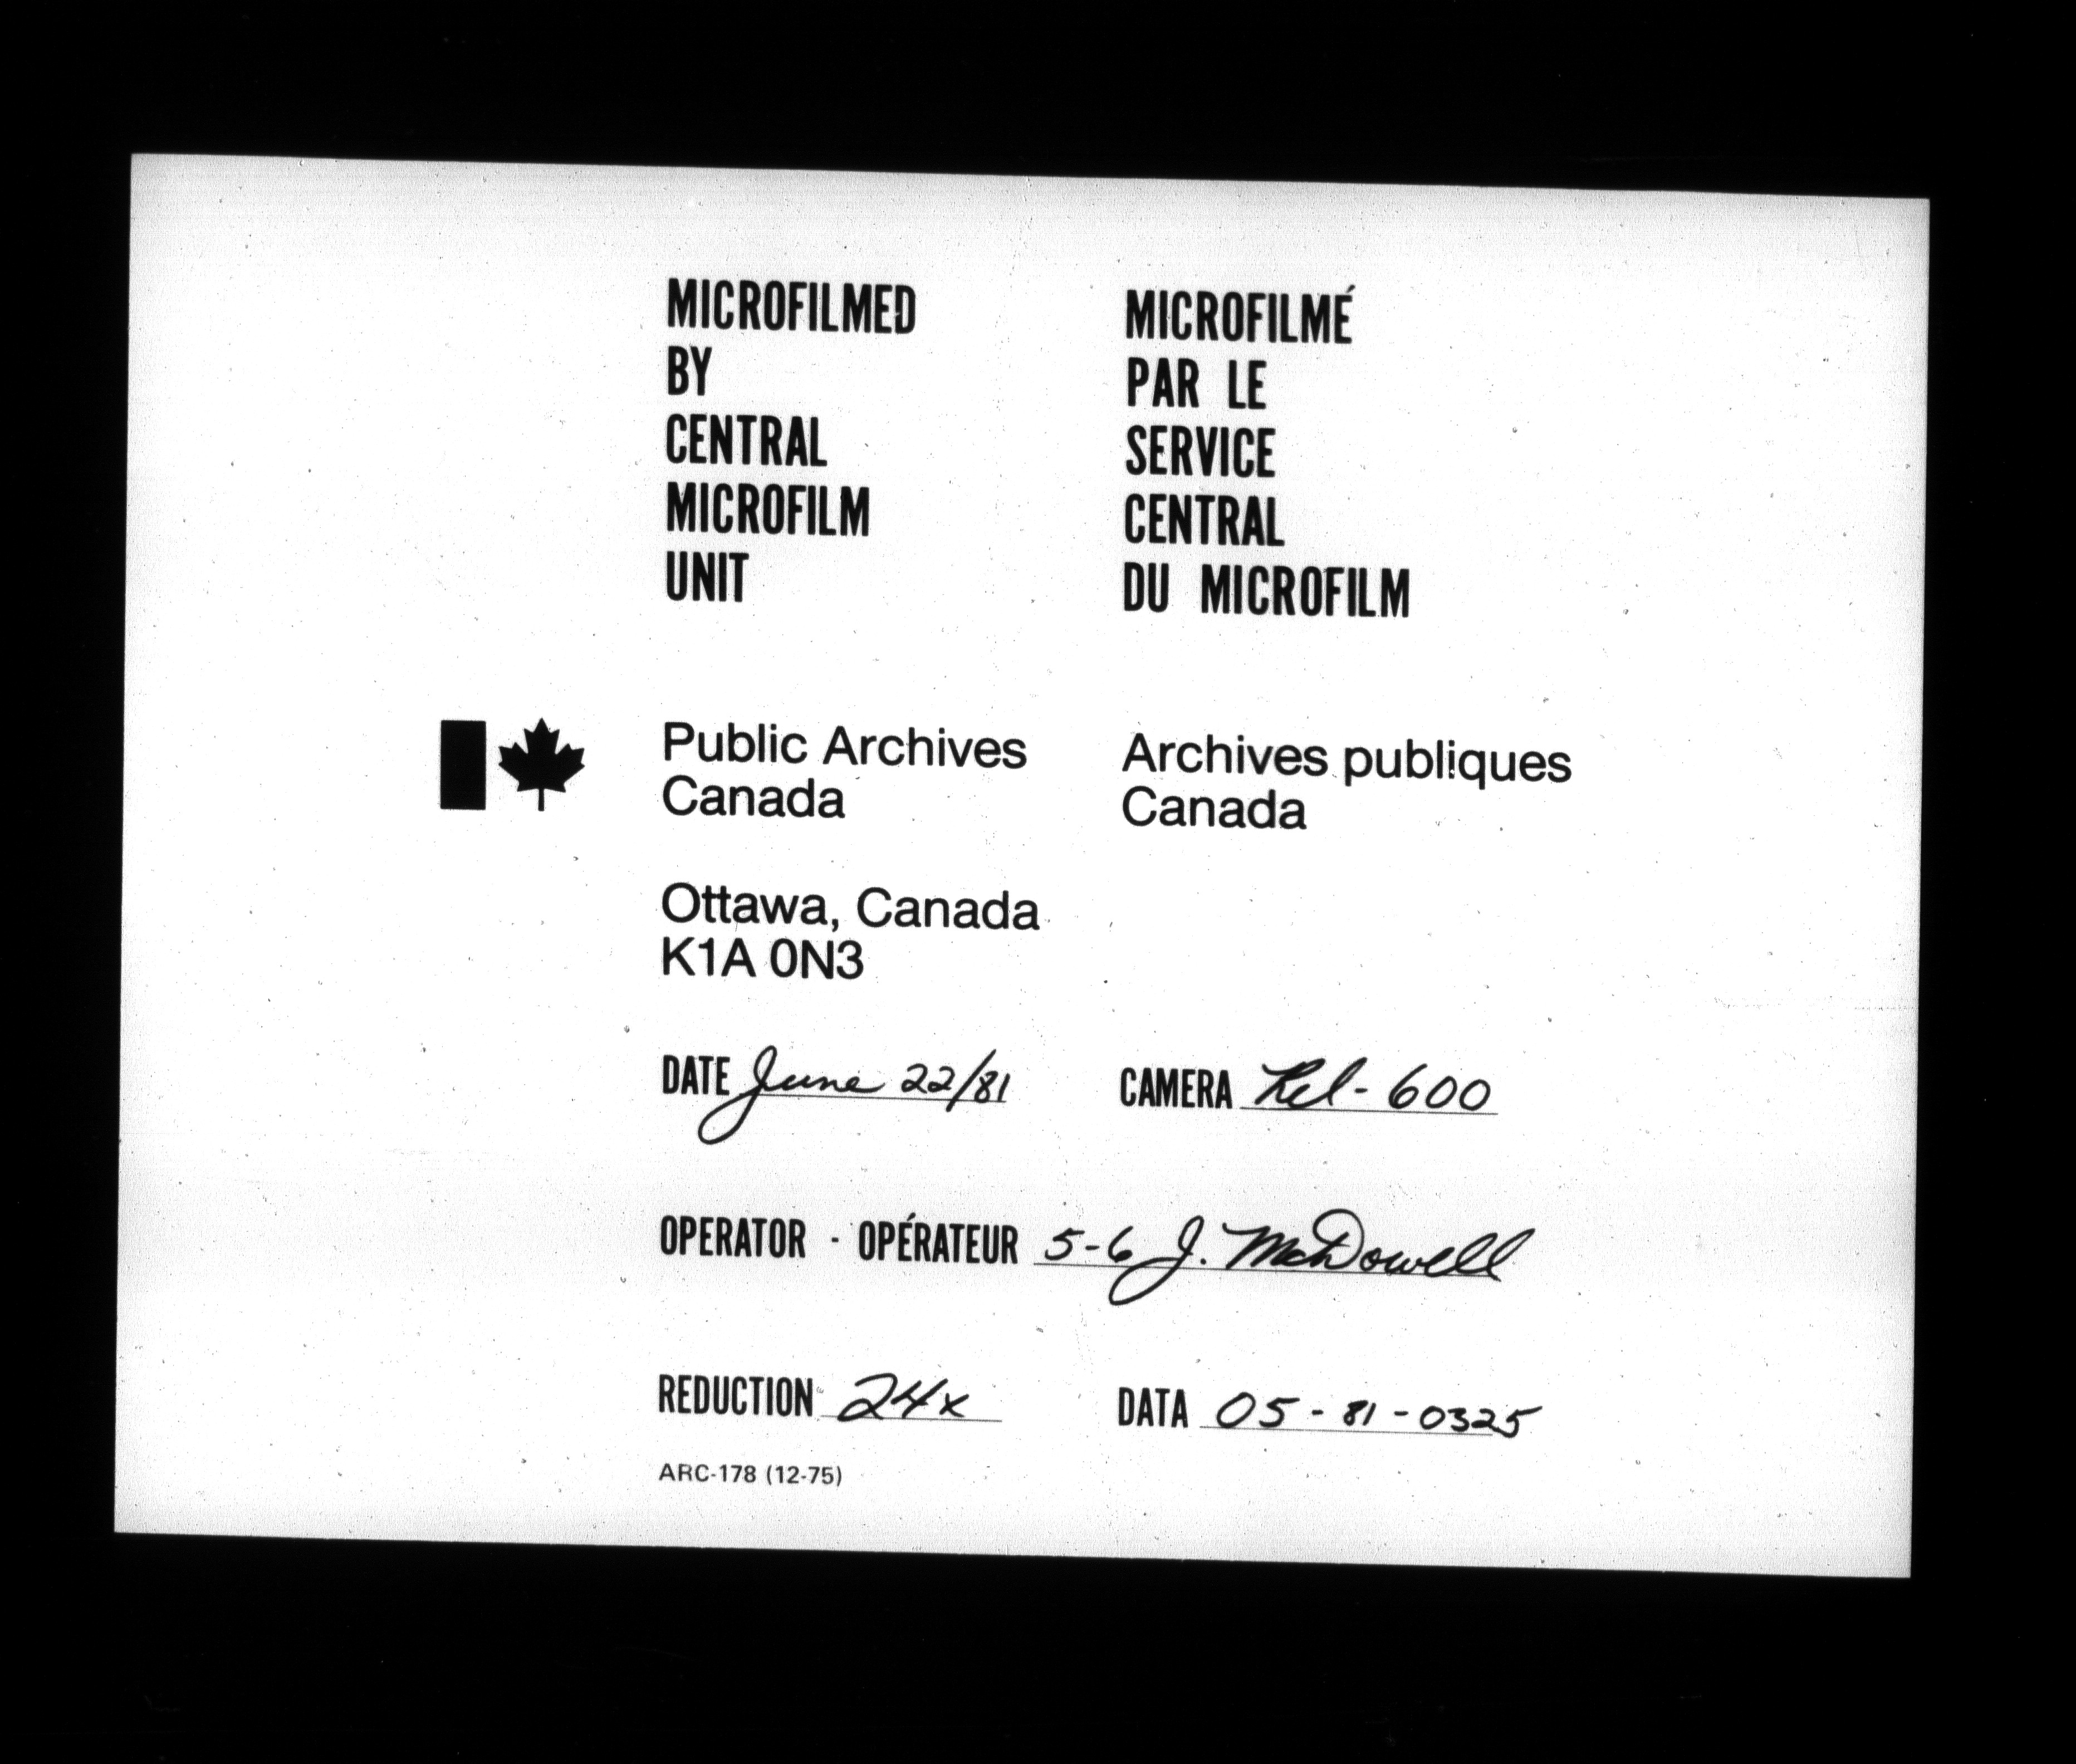 MICROFILMED
BY
CENTRAL
MICROFILM
UNIT
MICROFILMÉ
PAR LE
SERVICE
CENTRAL
DU MICROFILM
Public Archives
Canada
Archives publiques
Canada
Ottawa, Canada
K1A 0N3
DATE June 22/81
CAMERA Rel-600
OPERATOR - OPÉRATEUR 5-6 J. McDowell
REDUCTION 24x
DATA 05-81-0325
ARC-178 (12-75)